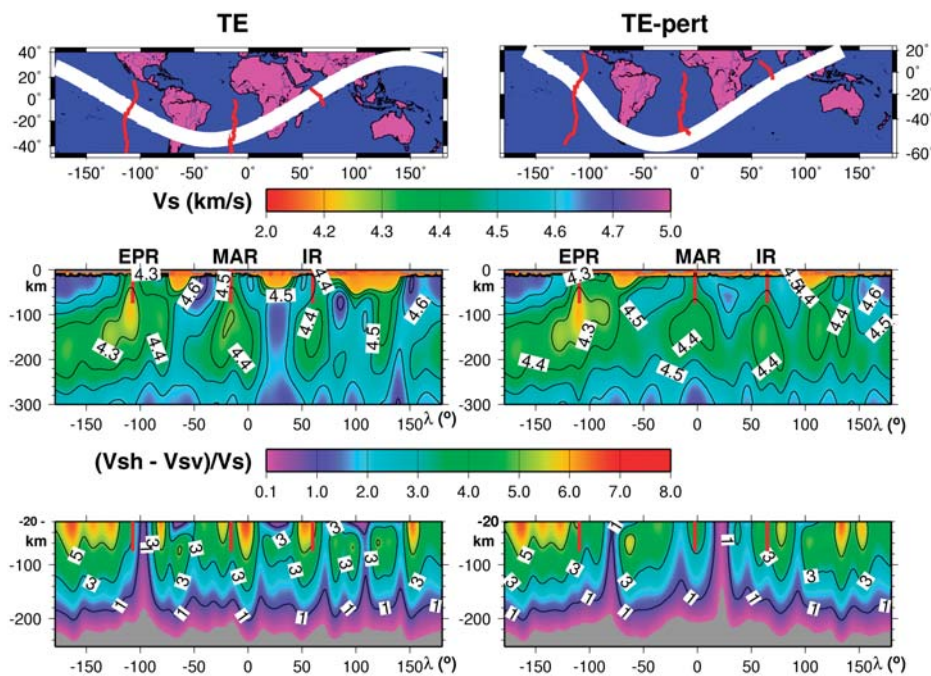 TE
TE-pert
40°
20°
0°
-20°
-40°
20°
0°
-20°
-40°
-60°
-150° -100° -50° 0° 50° 100° 150°
-150° -100° -50° 0° 50° 100° 150°
Vs (km/s)
2.0 4.2 4.3 4.4 4.5 4.6 4.7 5.0
EPR MAR IR
EPR MAR IR
0
km
-100
-200
-300
4.3 4.6 4.5 4.5 4.4 4.4 4.6 4.5 4.3 4.4 4.4
0
km
-100
-200
-300
4.3 4.5 4.3 4.4 4.4 4.5 4.4 4.5 4.4 4.6 4.5
-150 -100 -50 0 50 100 150 λ (º)
-150 -100 -50 0 50 100 150 λ (º)
(Vsh - Vsv)/Vs
0.1 1.0 2.0 3.0 4.0 5.0 6.0 7.0 8.0
-20
km
-100
-200
5 3 1 1 3 3 1 3 1 3 3 3 1 1 3 1
-20
km
-100
-200
5 3 1 1 3 1 1 3 1 3 1 3 1
-150 -100 -50 0 50 100 150 λ (º)
-150 -100 -50 0 50 100 150 λ (º)